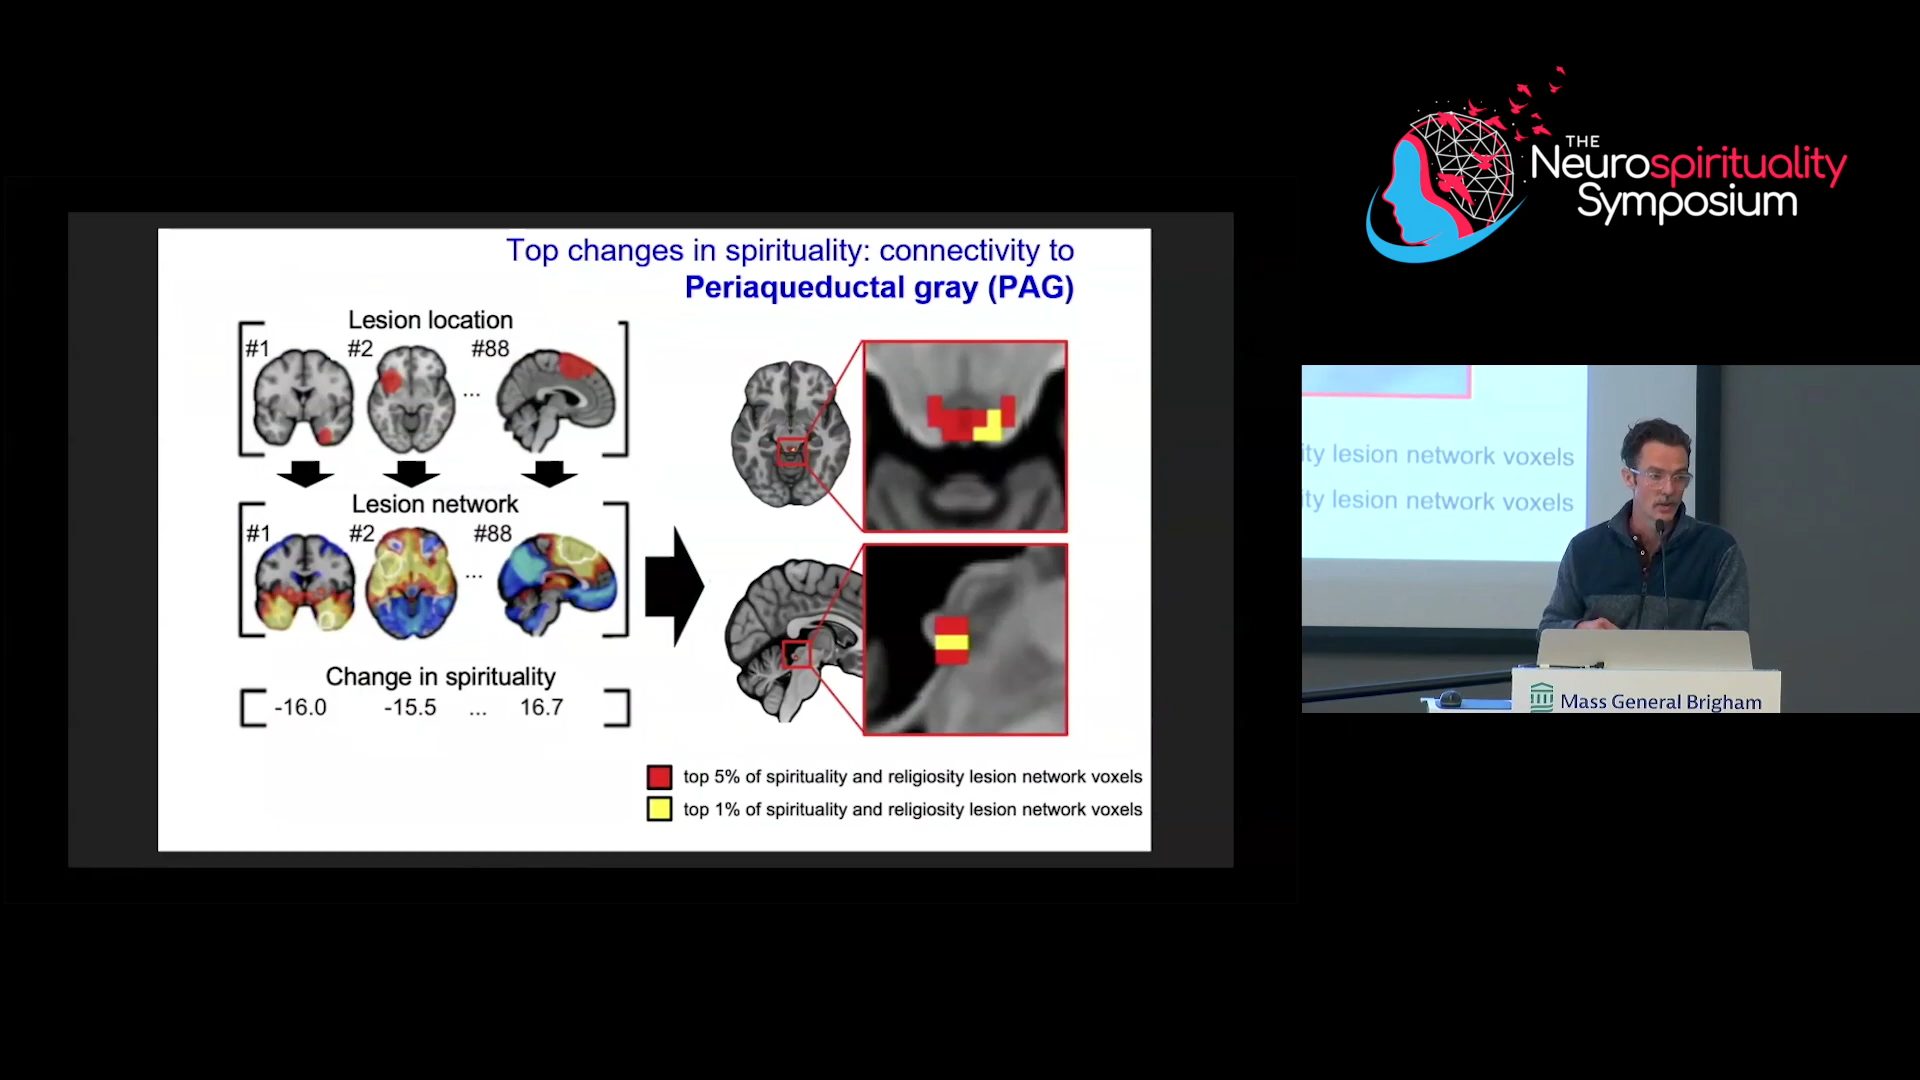 Top changes in spirituality: connectivity to
Periaqueductal gray (PAG)
Lesion location
#1 #2 #88
...
Lesion network
#1 #2 #88
...
Change in spirituality
-16.0 -15.5 ... 16.7
top 5% of spirituality and religiosity lesion network voxels
top 1% of spirituality and religiosity lesion network voxels
THE
Neurospirituality
Symposium
ity lesion network voxels
ity lesion network voxels
Mass General Brigham